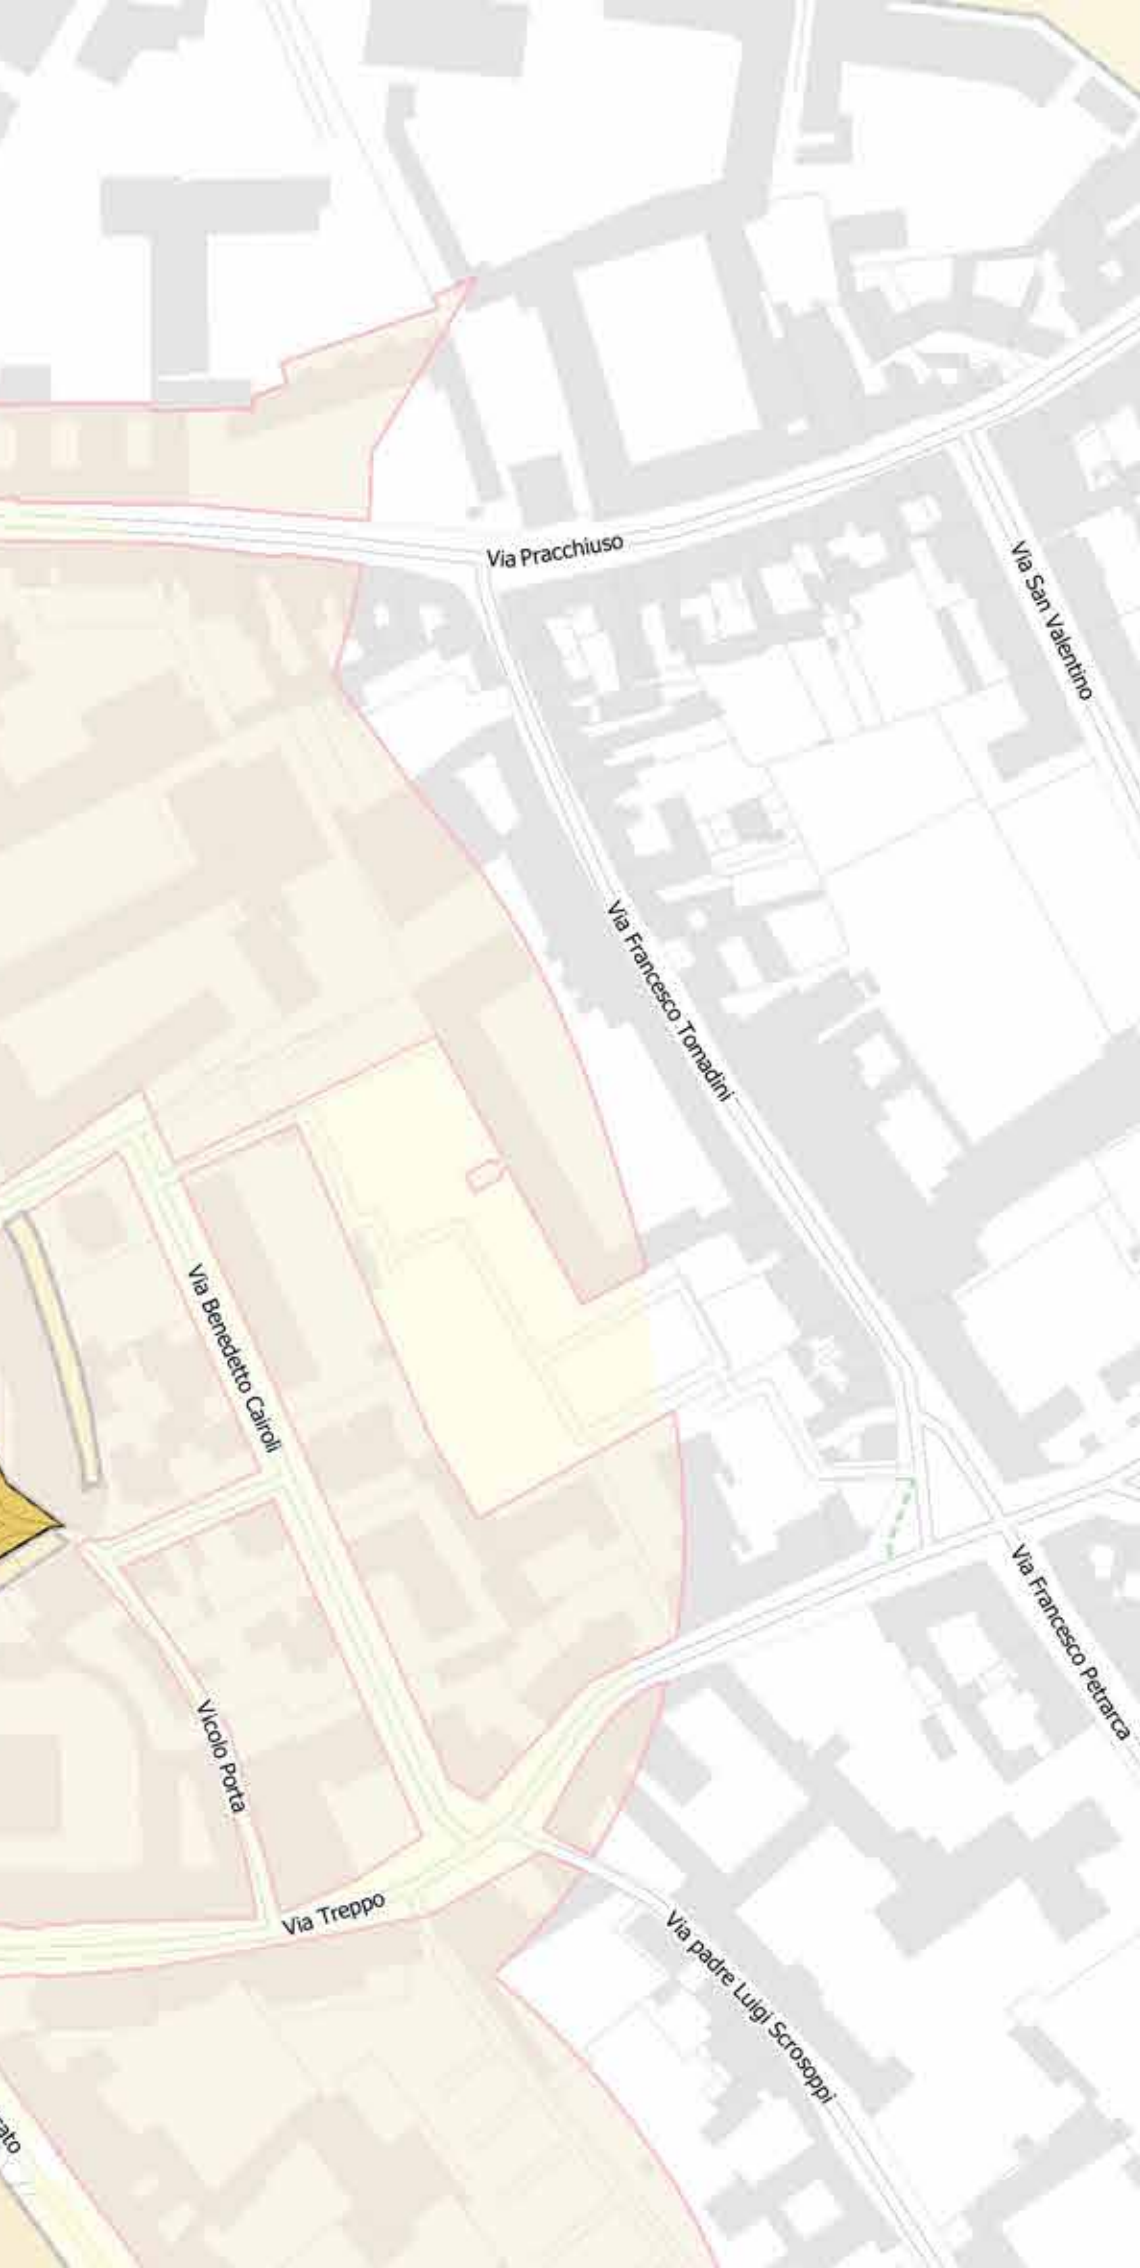 Via Pracchiuso
Via San Valentino
Via Francesco Tomadini
Via Benedetto Cairoli
Via Francesco Petrarca
Vicolo Porta
Via Treppo
Via padre Luigi Scrosoppi